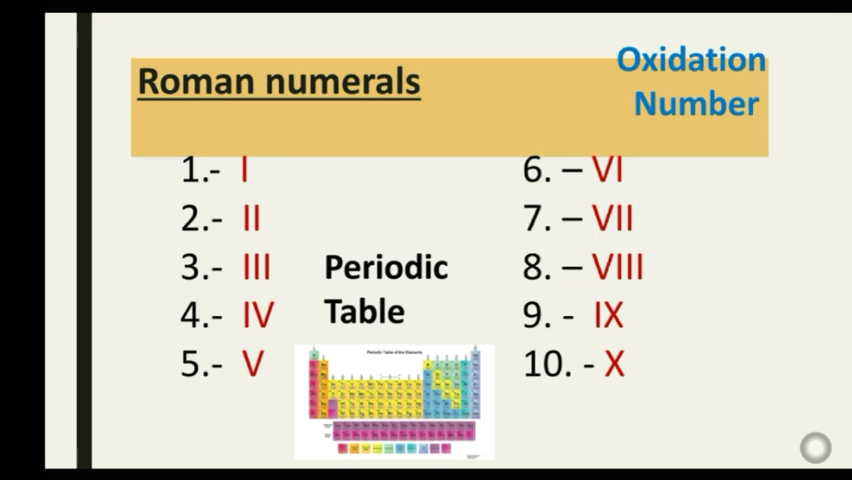 Roman numerals
Oxidation
Number
1.- I
2.- II
3.- III
4.- IV
5.- V
Periodic
Table
Periodic Table of the Elements
6. – VI
7. – VII
8. – VIII
9. - IX
10. - X